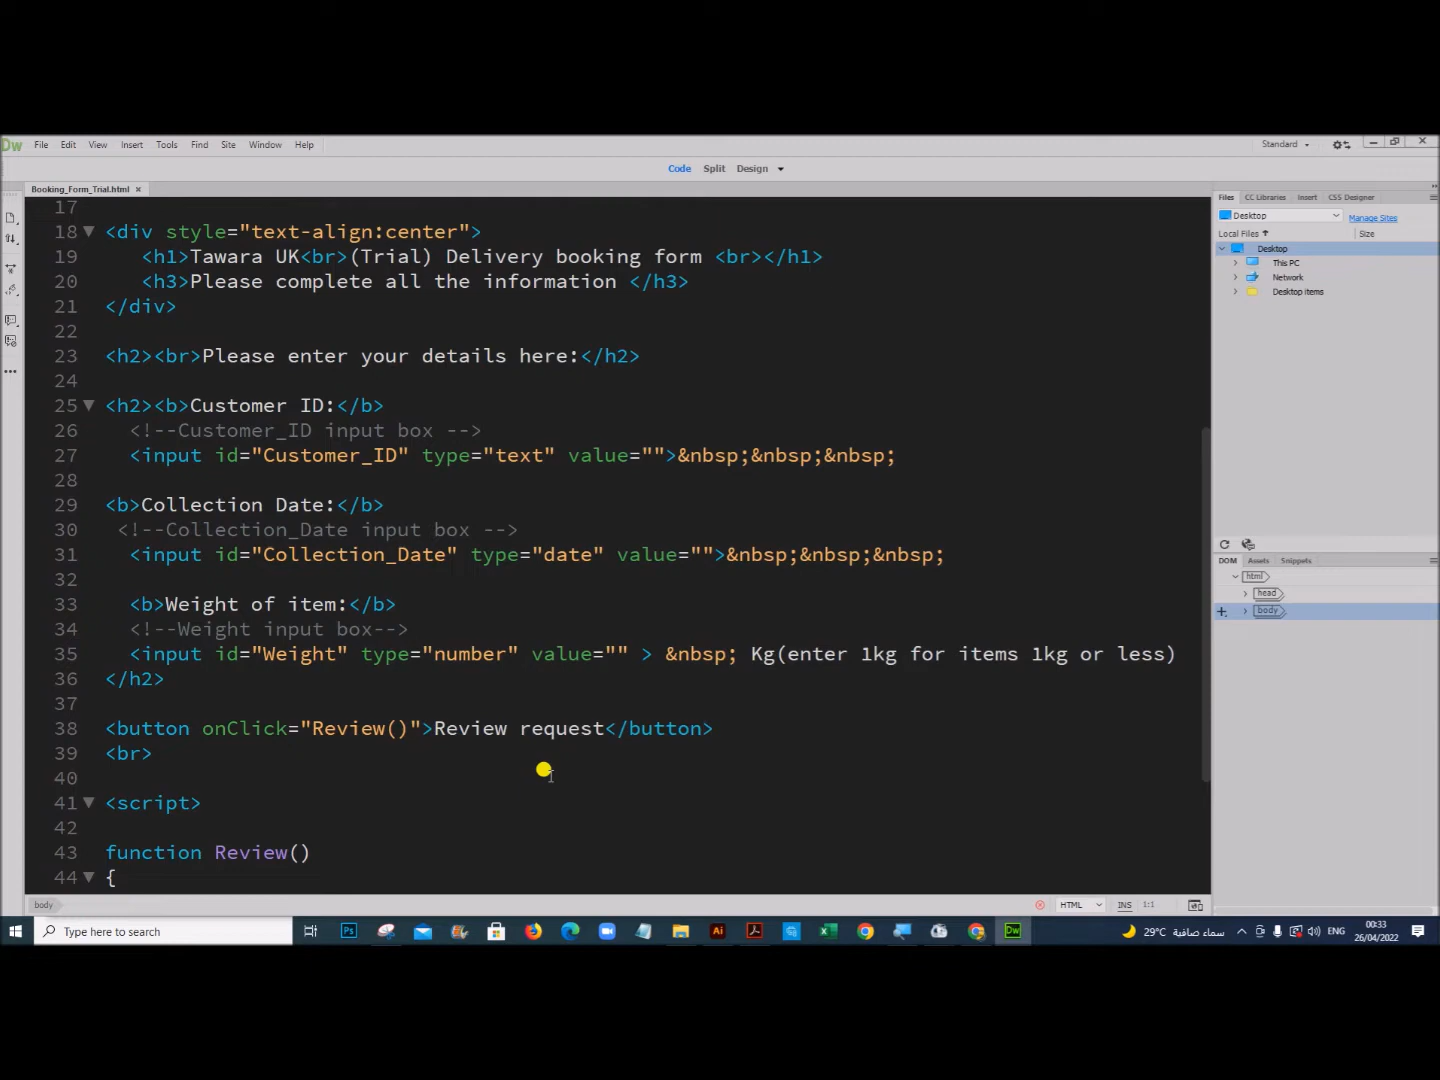 Dw File Edit View Insert Tools Find Site Window Help Standard
Code Split Design
Booking_Form_Trial.html
Files CC Libraries Insert CSS Designer
Desktop Manage Sites
Local Files Size
Desktop
This PC
Network
Desktop items
17
18 <div style="text-align:center">
19 <h1>Tawara UK<br>(Trial) Delivery booking form <br></h1>
20 <h3>Please complete all the information </h3>
21 </div>
22
23 <h2><br>Please enter your details here:</h2>
24
25 <h2><b>Customer ID:</b>
26 <!--Customer_ID input box -->
27 <input id="Customer_ID" type="text" value="">&nbsp;&nbsp;&nbsp;
28
29 <b>Collection Date:</b>
30 <!--Collection_Date input box -->
31 <input id="Collection_Date" type="date" value="">&nbsp;&nbsp;&nbsp;
32
33 <b>Weight of item:</b>
34 <!--Weight input box-->
35 <input id="Weight" type="number" value="" > &nbsp; Kg(enter 1kg for items 1kg or less)
36 </h2>
37
38 <button onClick="Review()">Review request</button>
39 <br>
40
41 <script>
42
43 function Review()
44 {
DOM Assets Snippets
html
head
body
body HTML INS 1:1
Type here to search Ps Ai X Dw 29°C سماء صافية ENG 00:33
26/04/2022